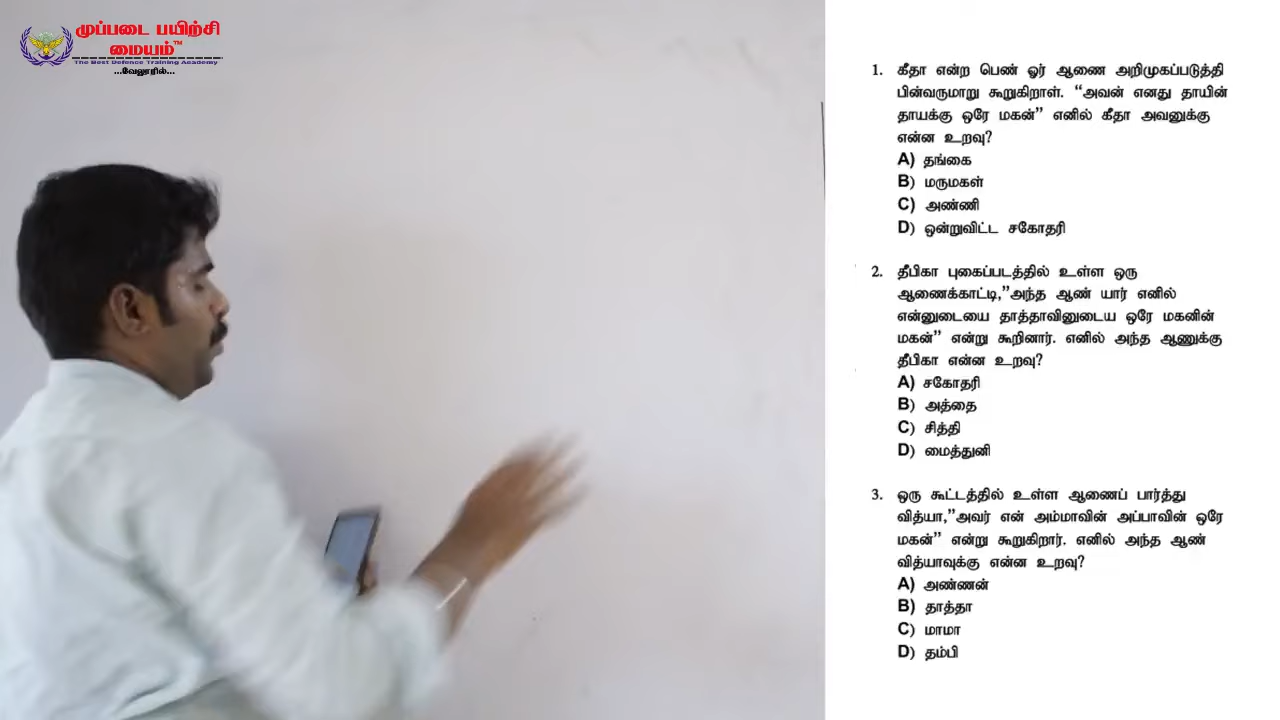 முப்படை பயிற்சி
மையம்™
The Best Defence Training Academy
...வேலூரில்...
1. கீதா என்ற பெண் ஓர் ஆணை அறிமுகப்படுத்தி
பின்வருமாறு கூறுகிறாள். “அவன் எனது தாயின்
தாயக்கு ஒரே மகன்” எனில் கீதா அவனுக்கு
என்ன உறவு?
A) தங்கை
B) மருமகள்
C) அண்ணி
D) ஒன்றுவிட்ட சகோதரி
2. தீபிகா புகைப்படத்தில் உள்ள ஒரு
ஆணைக்காட்டி,”அந்த ஆண் யார் எனில்
என்னுடையை தாத்தாவினுடைய ஒரே மகனின்
மகன்” என்று கூறினார். எனில் அந்த ஆணுக்கு
தீபிகா என்ன உறவு?
A) சகோதரி
B) அத்தை
C) சித்தி
D) மைத்துனி
3. ஒரு கூட்டத்தில் உள்ள ஆணைப் பார்த்து
வித்யா,”அவர் என் அம்மாவின் அப்பாவின் ஒரே
மகன்” என்று கூறுகிறார். எனில் அந்த ஆண்
வித்யாவுக்கு என்ன உறவு?
A) அண்ணன்
B) தாத்தா
C) மாமா
D) தம்பி